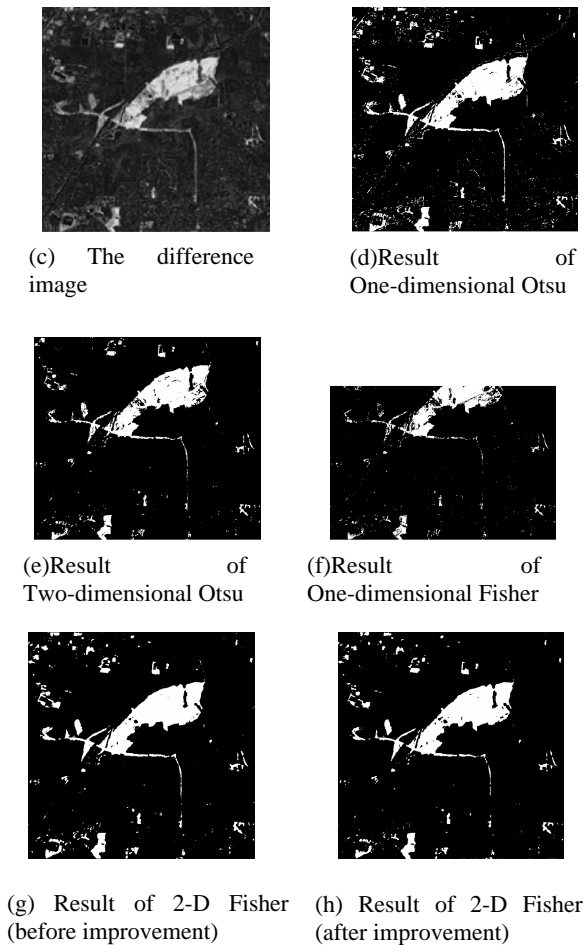 (c) The difference
image
(d)Result of
One-dimensional Otsu
(e)Result of
Two-dimensional Otsu
(f)Result of
One-dimensional Fisher
(g) Result of 2-D Fisher
(before improvement)
(h) Result of 2-D Fisher
(after improvement)